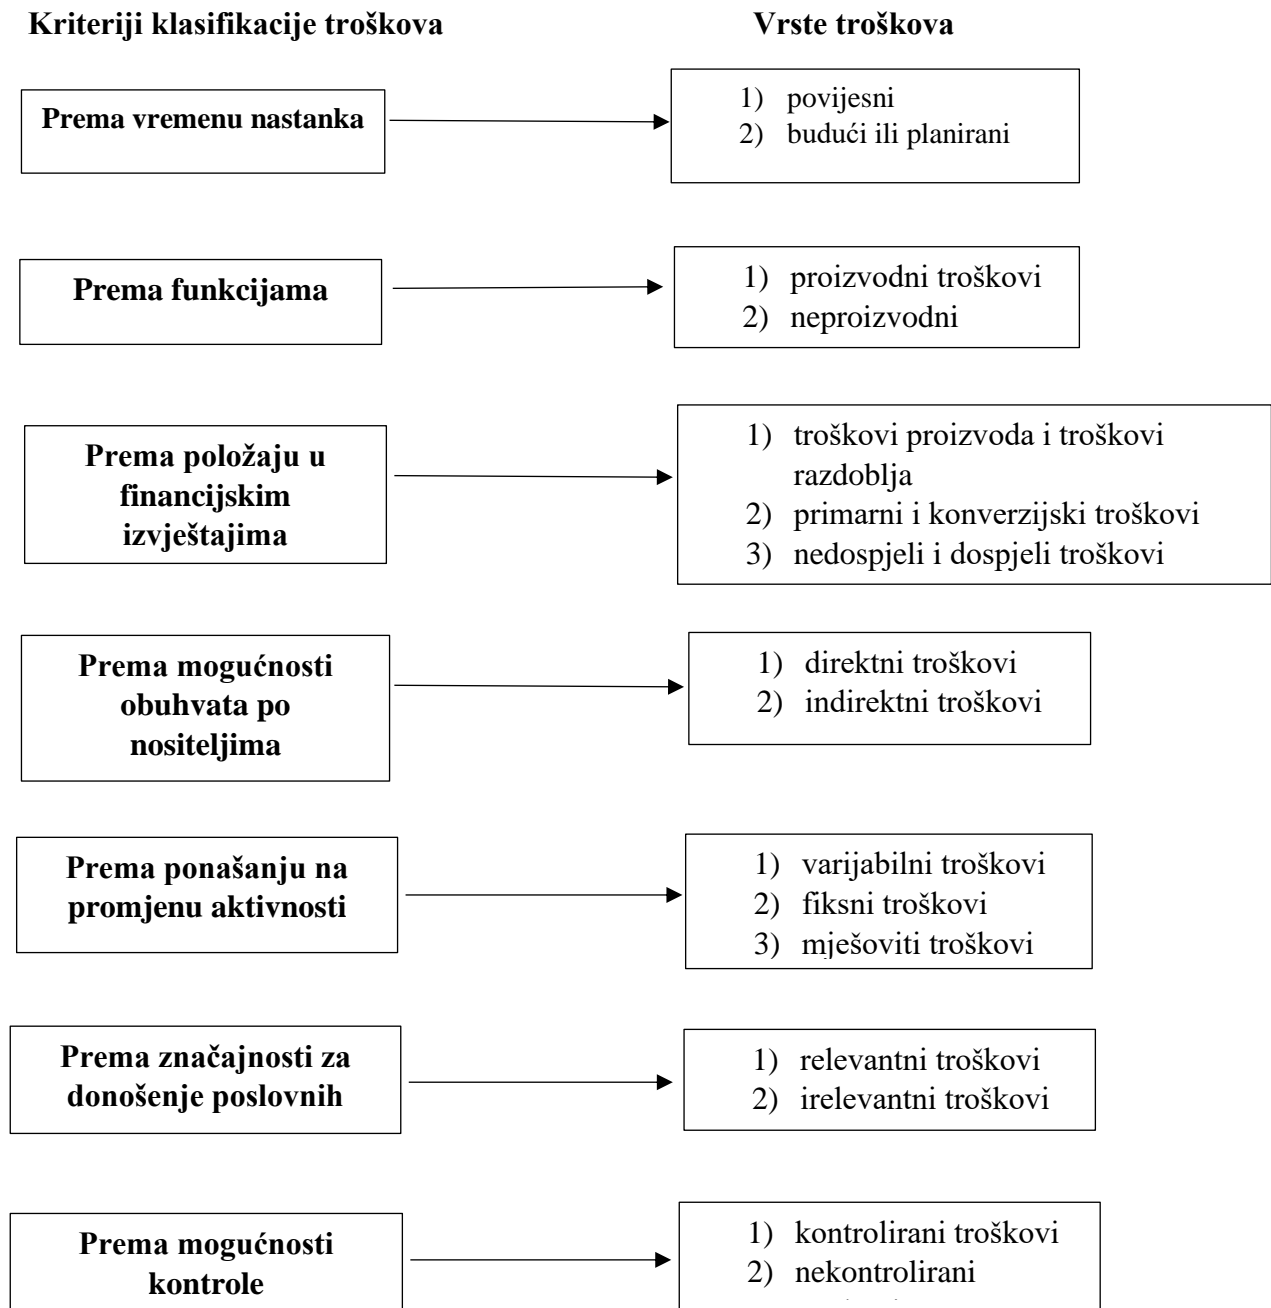 Kriteriji klasifikacije troškova
Vrste troškova
Prema vremenu nastanka
1) povijesni
2) budući ili planirani
Prema funkcijama
1) proizvodni troškovi
2) neproizvodni
Prema položaju u
financijskim
izvještajima
1) troškovi proizvoda i troškovi
razdoblja
2) primarni i konverzijski troškovi
3) nedospjeli i dospjeli troškovi
Prema mogućnosti
obuhvata po
nositeljima
1) direktni troškovi
2) indirektni troškovi
Prema ponašanju na
promjenu aktivnosti
1) varijabilni troškovi
2) fiksni troškovi
3) mješoviti troškovi
Prema značajnosti za
donošenje poslovnih
1) relevantni troškovi
2) irelevantni troškovi
Prema mogućnosti
kontrole
1) kontrolirani troškovi
2) nekontrolirani